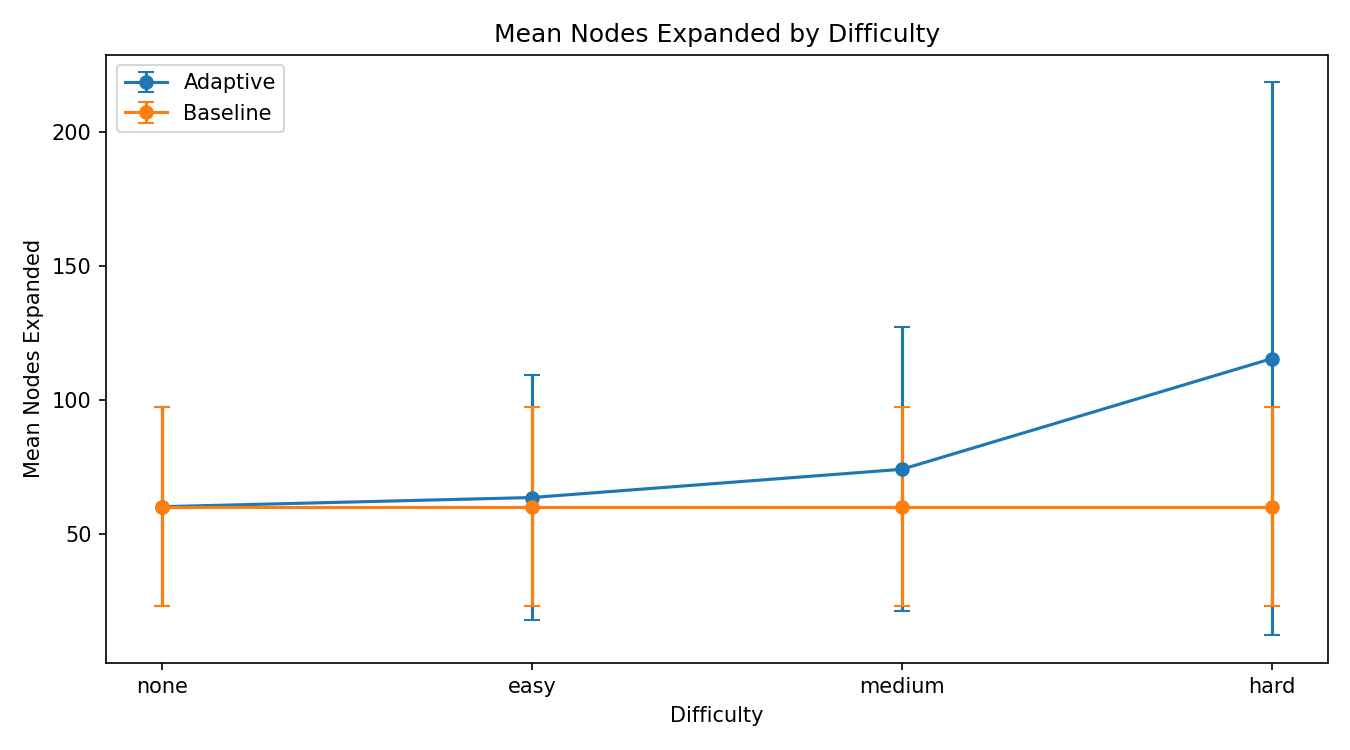 Mean Nodes Expanded by Difficulty
Adaptive
Baseline
Mean Nodes Expanded
200
150
100
50
none easy medium hard
Difficulty